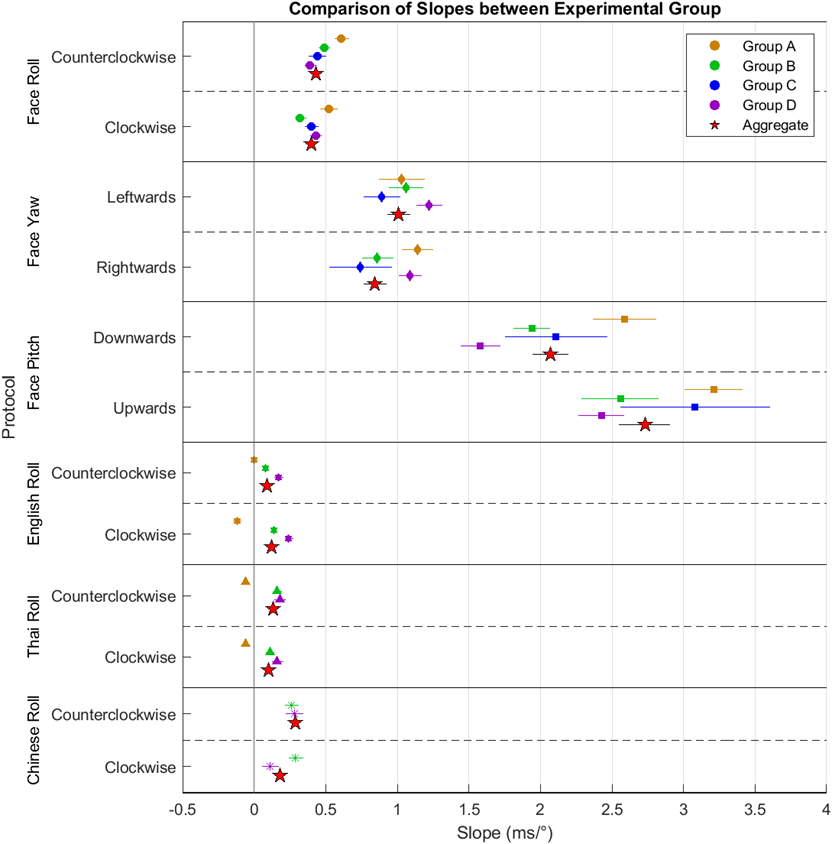 Comparison of Slopes between Experimental Group
Group A
Group B
Group C
Group D
Aggregate
Protocol
Face Roll
Counterclockwise
Clockwise
Face Yaw
Leftwards
Rightwards
Face Pitch
Downwards
Upwards
English Roll
Counterclockwise
Clockwise
Thai Roll
Counterclockwise
Clockwise
Chinese Roll
Counterclockwise
Clockwise
-0.5 0 0.5 1 1.5 2 2.5 3 3.5 4
Slope (ms/°)